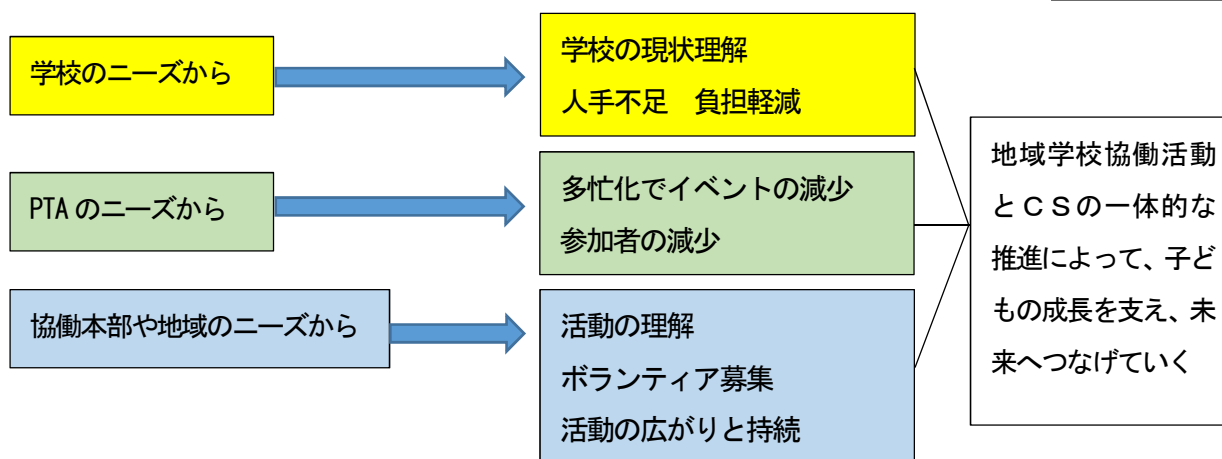 学校のニーズから
学校の現状理解
人手不足　負担軽減
PTA のニーズから
多忙化でイベントの減少
参加者の減少
協働本部や地域のニーズから
活動の理解
ボランティア募集
活動の広がりと持続
地域学校協働活動
とＣＳの一体的な
推進によって、子ど
もの成長を支え、未
来へつなげていく